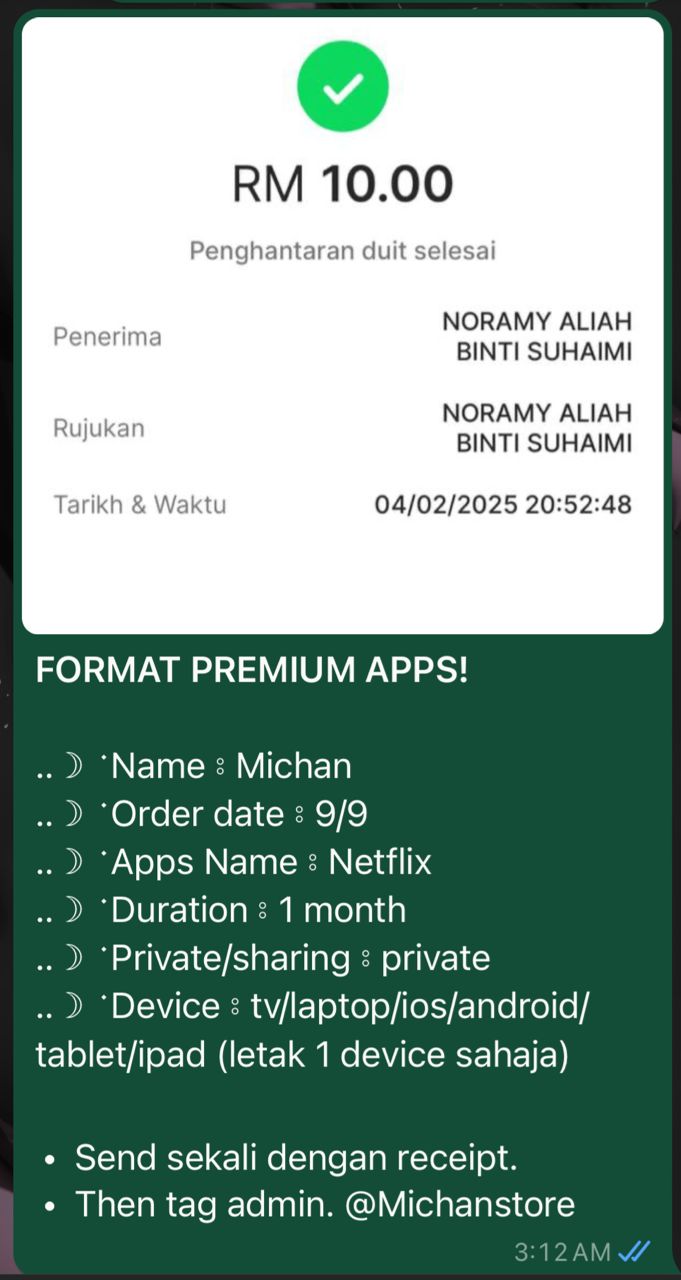 RM 10.00
Penghantaran duit selesai
Penerima
NORAMY ALIAH
BINTI SUHAIMI
Rujukan
NORAMY ALIAH
BINTI SUHAIMI
Tarikh & Waktu
04/02/2025 20:52:48
FORMAT PREMIUM APPS!
..☽ ˙Name ⦂ Michan
..☽ ˙Order date ⦂ 9/9
..☽ ˙Apps Name ⦂ Netflix
..☽ ˙Duration ⦂ 1 month
..☽ ˙Private/sharing ⦂ private
..☽ ˙Device ⦂ tv/laptop/ios/android/
tablet/ipad (letak 1 device sahaja)
• Send sekali dengan receipt.
• Then tag admin. @Michanstore
3:12 AM